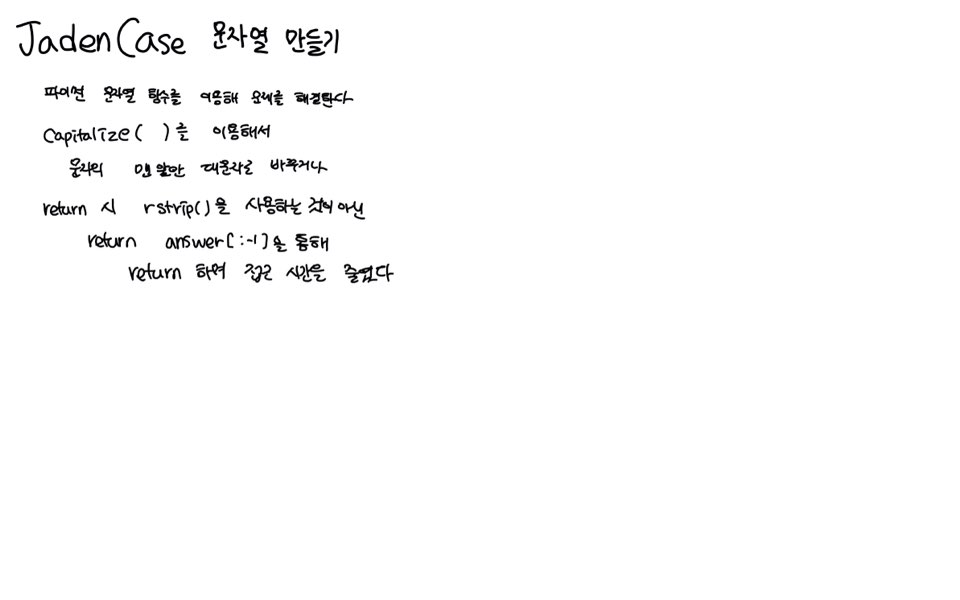 JadenCase 문자열 만들기
파이썬 문자열 함수를 이용해 문제를 해결한다
capitalize( )를 이용해서
문자의 맨 앞만 대문자로 바꾸거나
return 시 rstrip()을 사용하는 것이 아닌
return answer[:-1]을 통해
return 하며 접근 시간을 줄였다